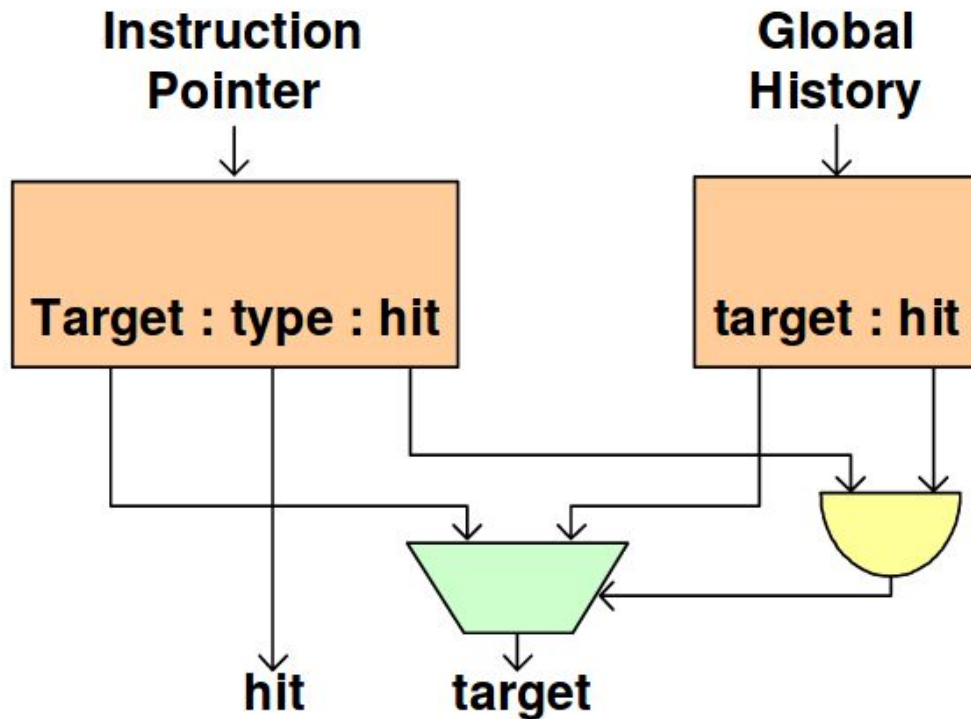 Instruction
Pointer
Global
History
Target : type : hit
target : hit
hit
target